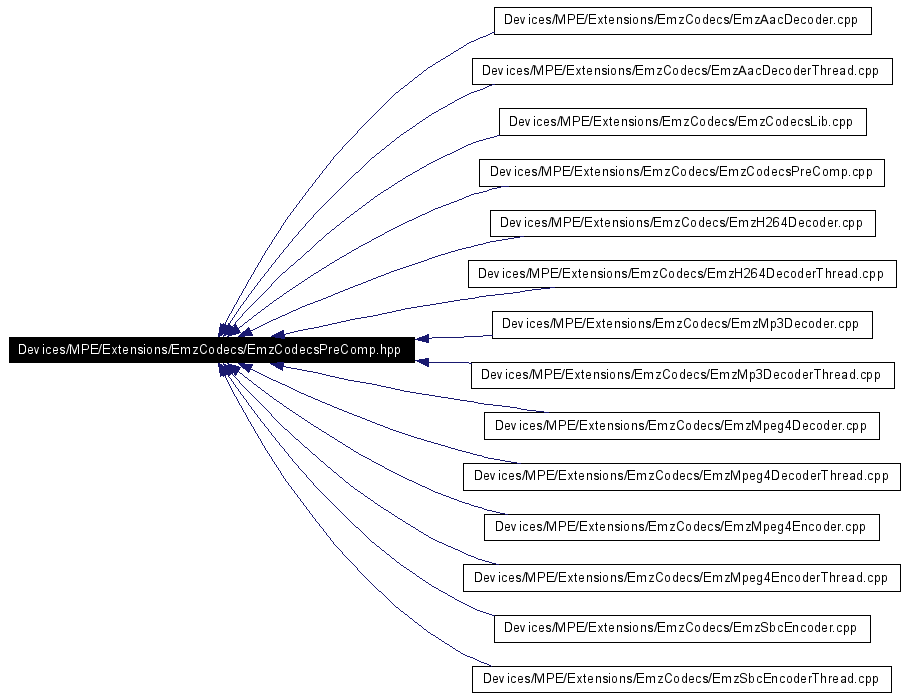 Devices/MPE/Extensions/EmzCodecs/EmzAacDecoder.cpp
Devices/MPE/Extensions/EmzCodecs/EmzAacDecoderThread.cpp
Devices/MPE/Extensions/EmzCodecs/EmzCodecsLib.cpp
Devices/MPE/Extensions/EmzCodecs/EmzCodecsPreComp.cpp
Devices/MPE/Extensions/EmzCodecs/EmzH264Decoder.cpp
Devices/MPE/Extensions/EmzCodecs/EmzH264DecoderThread.cpp
Devices/MPE/Extensions/EmzCodecs/EmzMp3Decoder.cpp
Devices/MPE/Extensions/EmzCodecs/EmzCodecsPreComp.hpp
Devices/MPE/Extensions/EmzCodecs/EmzMp3DecoderThread.cpp
Devices/MPE/Extensions/EmzCodecs/EmzMpeg4Decoder.cpp
Devices/MPE/Extensions/EmzCodecs/EmzMpeg4DecoderThread.cpp
Devices/MPE/Extensions/EmzCodecs/EmzMpeg4Encoder.cpp
Devices/MPE/Extensions/EmzCodecs/EmzMpeg4EncoderThread.cpp
Devices/MPE/Extensions/EmzCodecs/EmzSbcEncoder.cpp
Devices/MPE/Extensions/EmzCodecs/EmzSbcEncoderThread.cpp